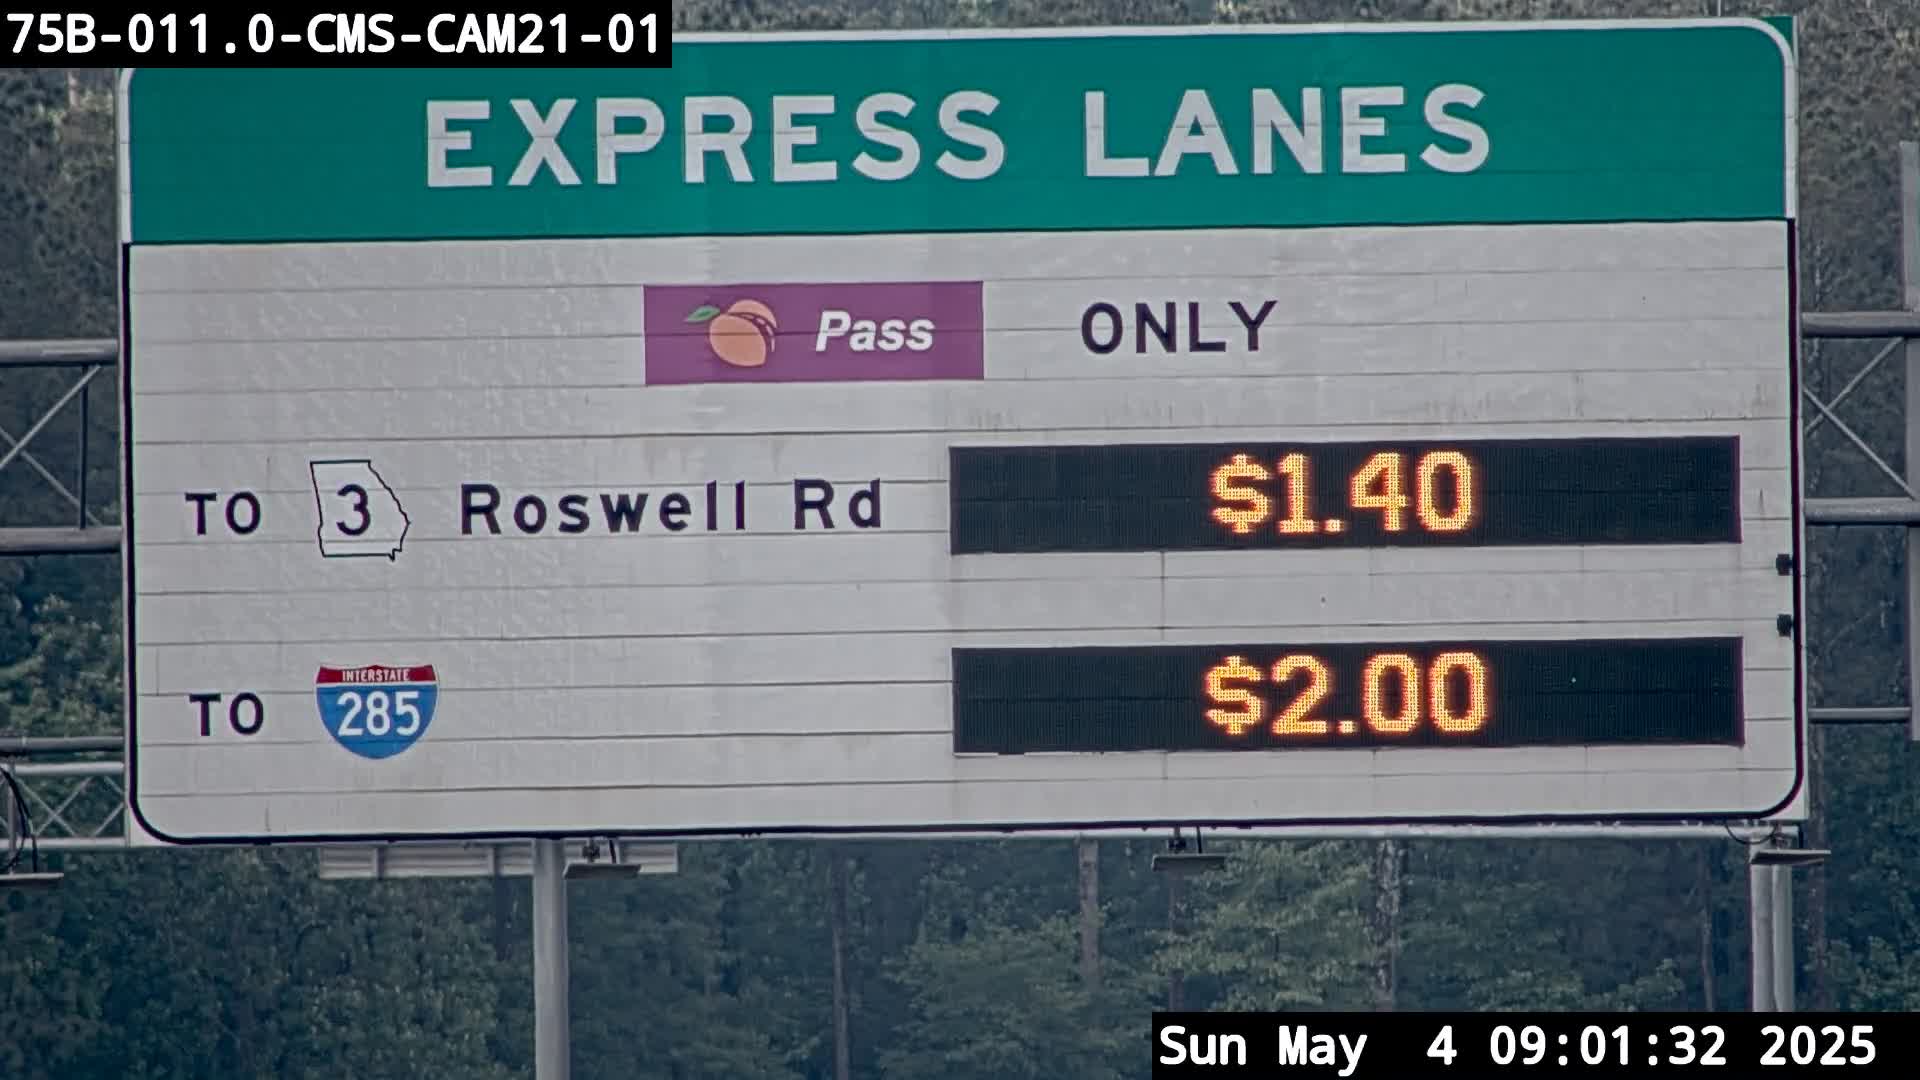 75B-011.0-CMS-CAM21-01
EXPRESS LANES
Pass ONLY
TO 3 Roswell Rd $1.40
TO INTERSTATE 285 $2.00
Sun May 4 09:01:32 2025